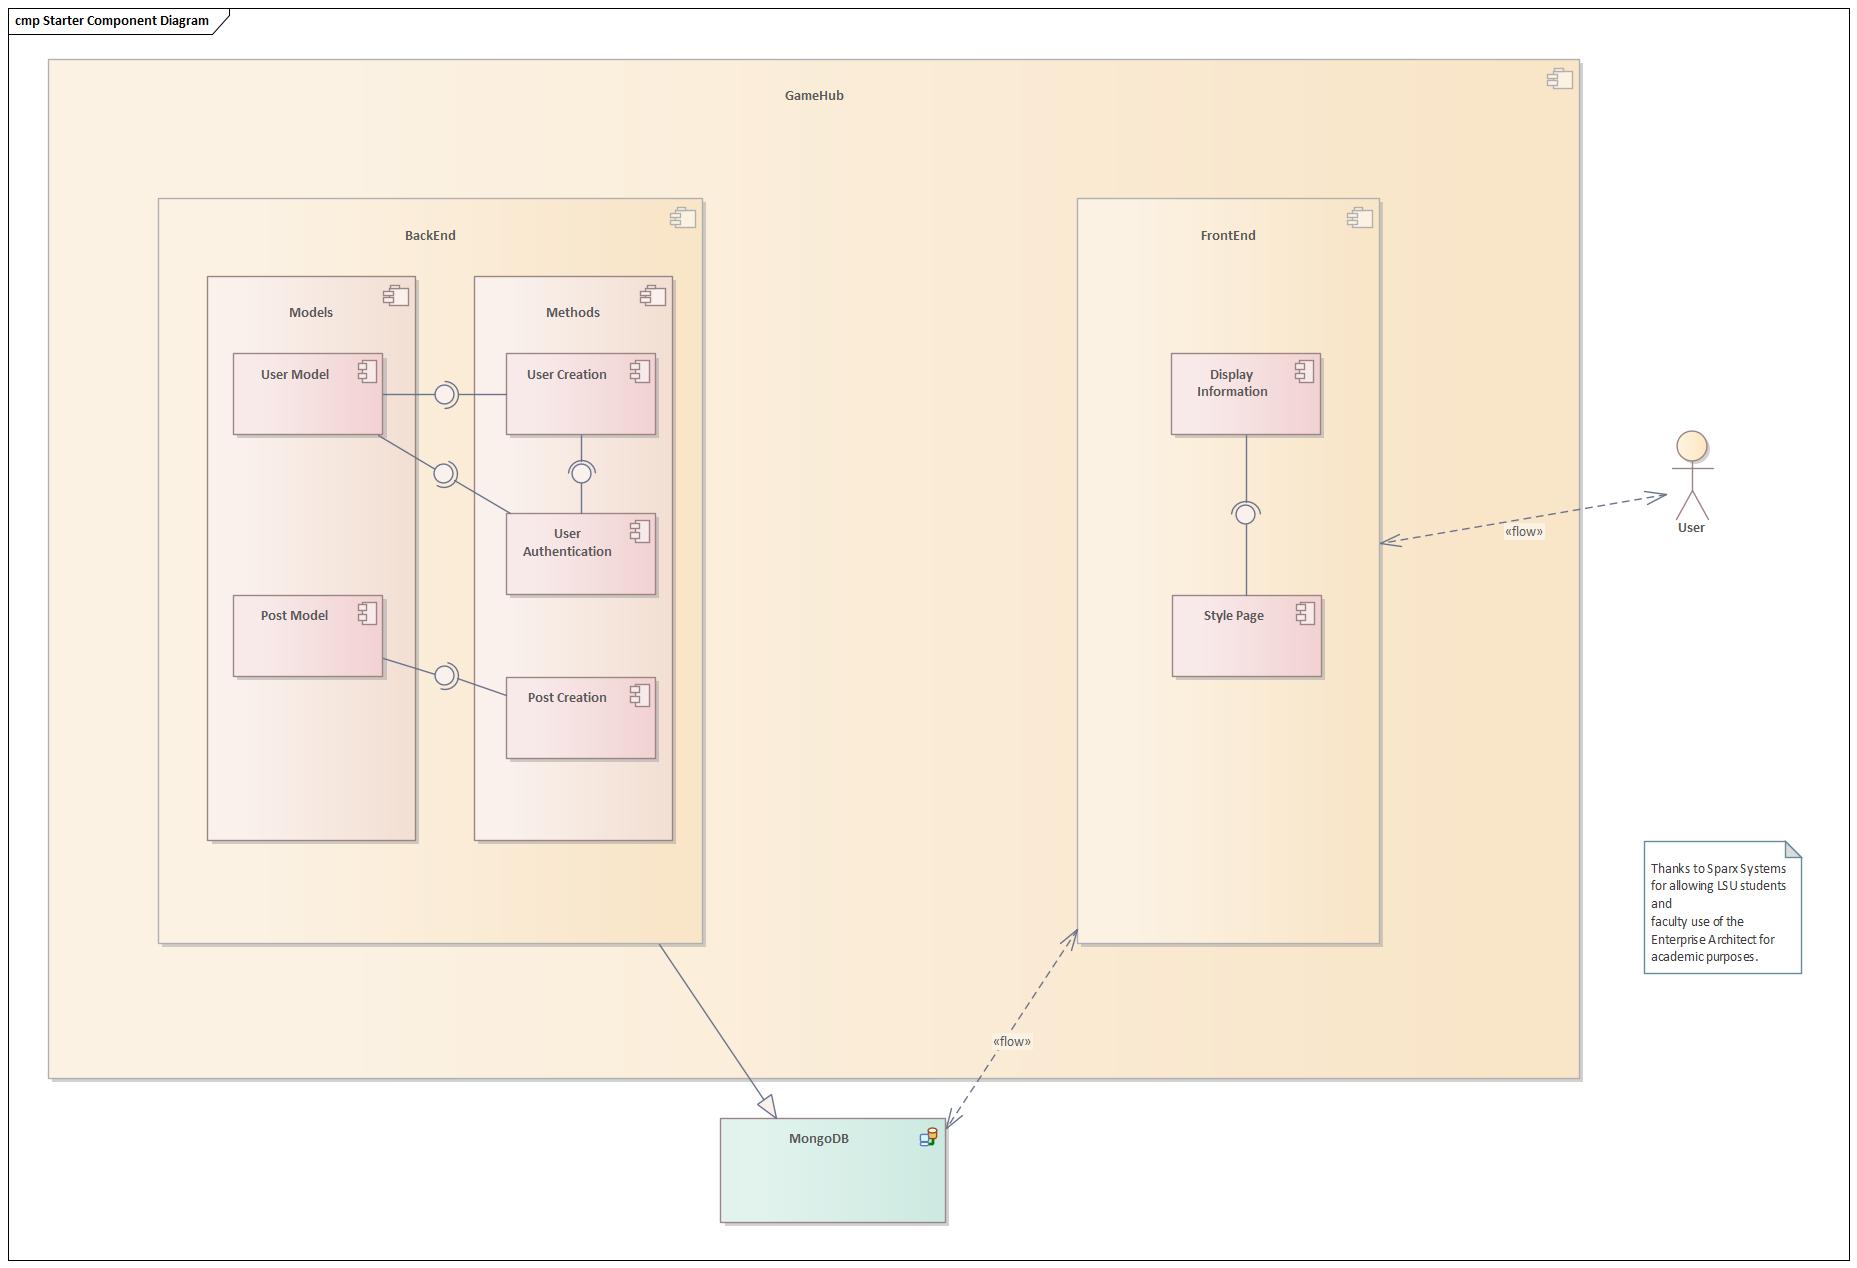 cmp Starter Component Diagram
GameHub
BackEnd
FrontEnd
Models
Methods
User Model
User Creation
Display
Information
User
Authentication
«flow»
User
Post Model
Style Page
Post Creation
Thanks to Sparx Systems
for allowing LSU students
and
faculty use of the
Enterprise Architect for
academic purposes.
«flow»
MongoDB